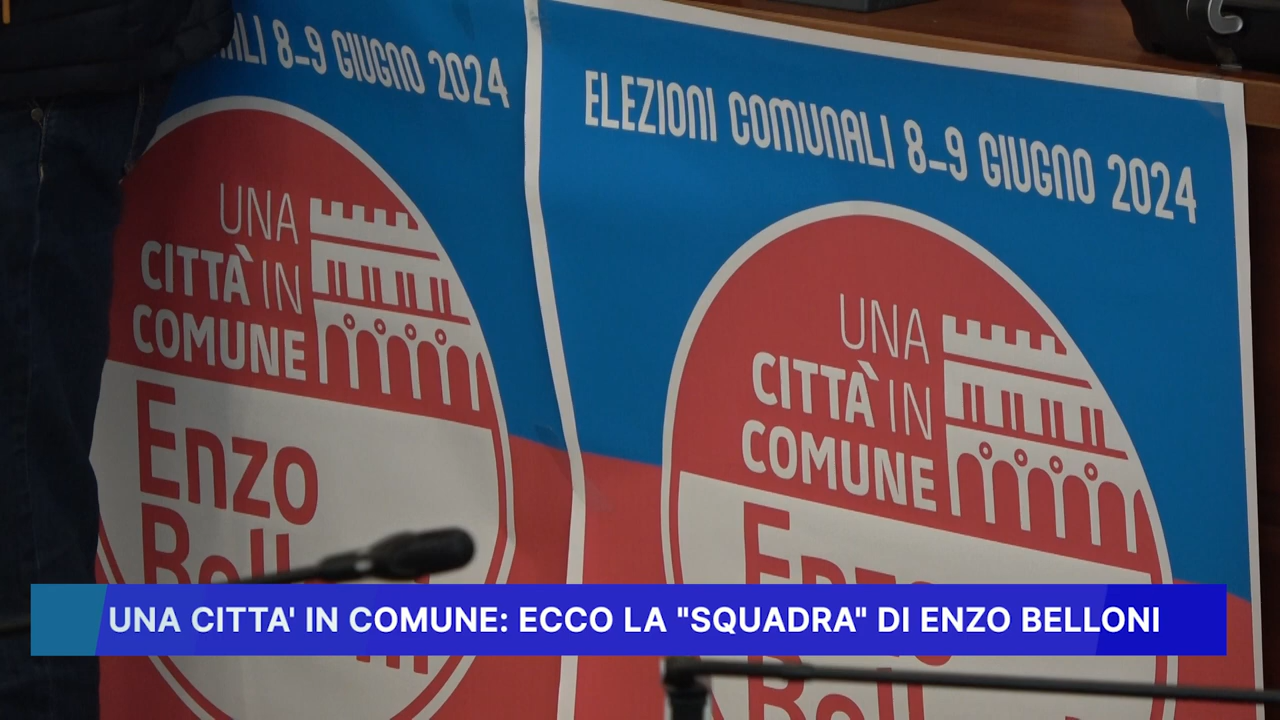 8-9 GIUGNO 2024
UNA
CITTÀ IN
COMUNE
Enzo
ELEZIONI COMUNALI 8-9 GIUGNO 2024
UNA
CITTÀ IN
COMUNE
UNA CITTA' IN COMUNE: ECCO LA "SQUADRA" DI ENZO BELLONI